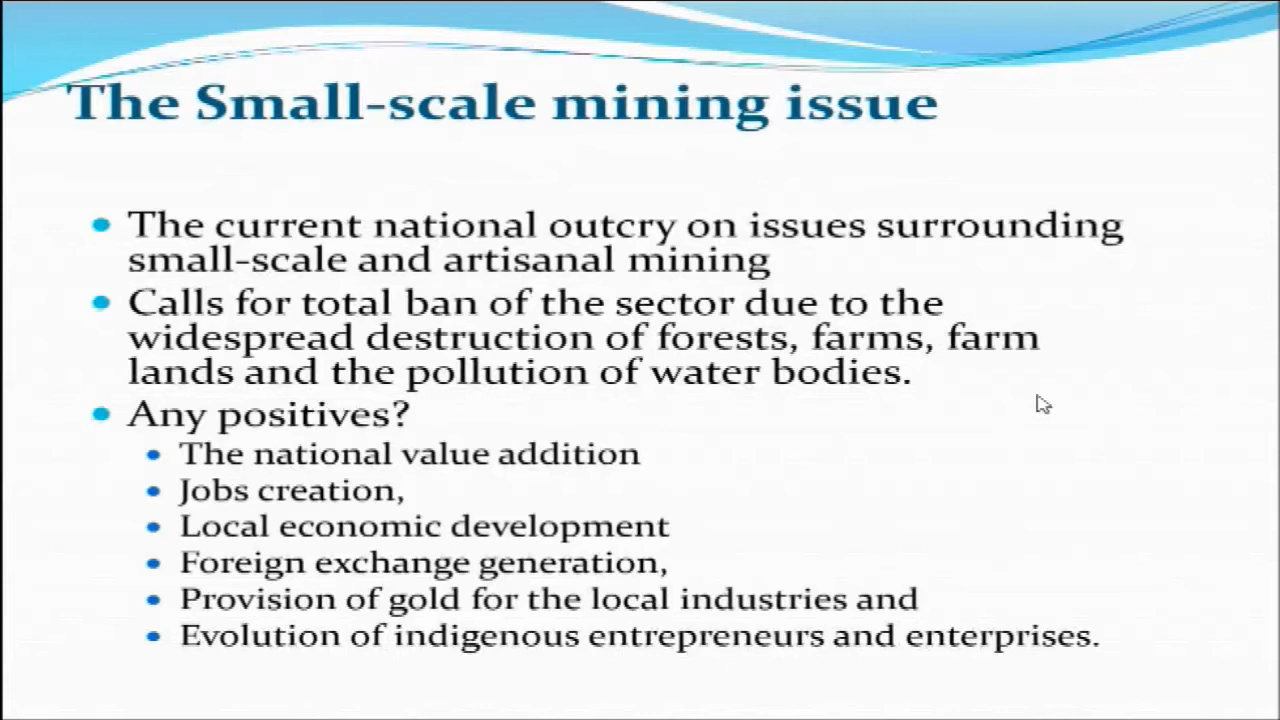 The Small-scale mining issue
The current national outcry on issues surrounding
small-scale and artisanal mining
Calls for total ban of the sector due to the
widespread destruction of forests, farms, farm
lands and the pollution of water bodies.
Any positives?
The national value addition
Jobs creation,
Local economic development
Foreign exchange generation,
Provision of gold for the local industries and
Evolution of indigenous entrepreneurs and enterprises.